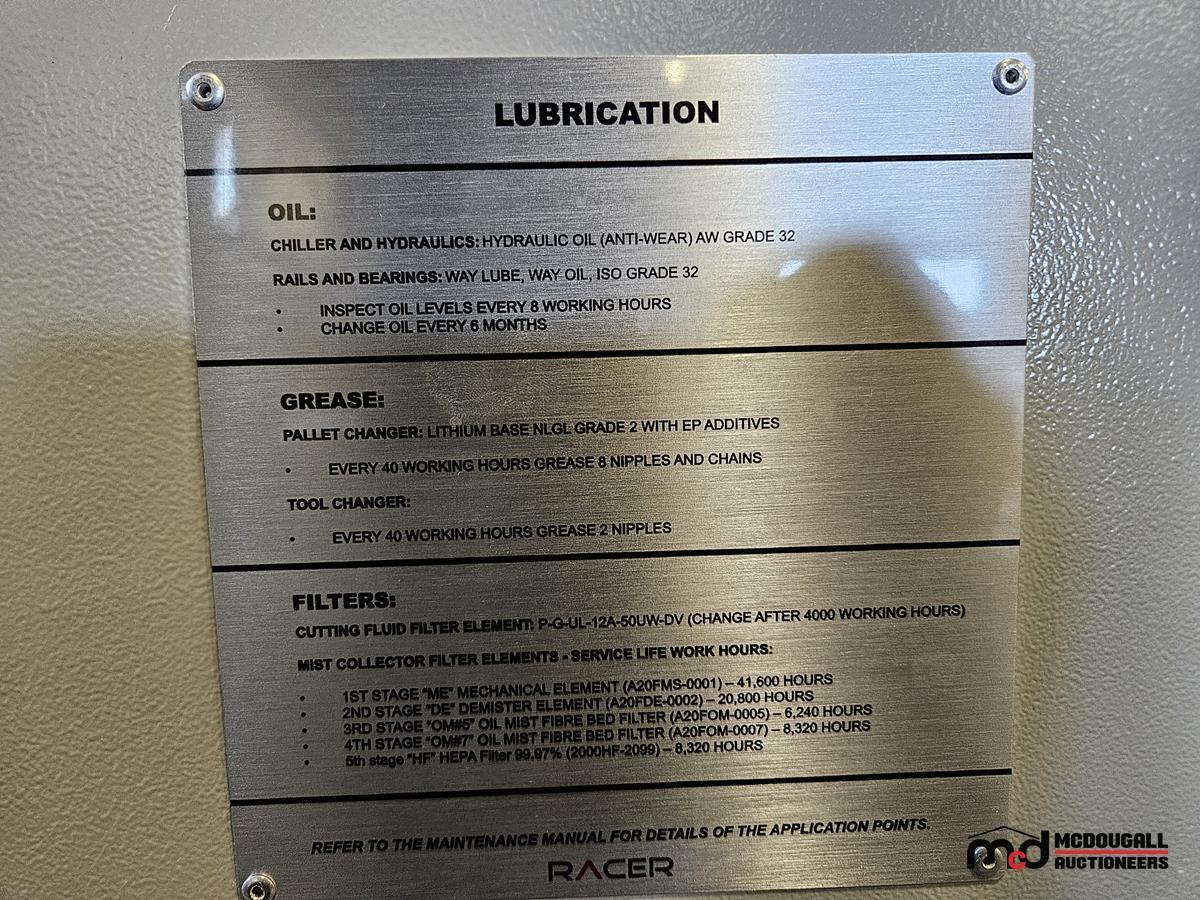 LUBRICATION
OIL:
CHILLER AND HYDRAULICS: HYDRAULIC OIL (ANTI-WEAR) AW GRADE 32
RAILS AND BEARINGS: WAY LUBE, WAY OIL, ISO GRADE 32
• INSPECT OIL LEVELS EVERY 8 WORKING HOURS
• CHANGE OIL EVERY 6 MONTHS
GREASE:
PALLET CHANGER: LITHIUM BASE NLGL GRADE 2 WITH EP ADDITIVES
• EVERY 40 WORKING HOURS GREASE 8 NIPPLES AND CHAINS
TOOL CHANGER:
• EVERY 40 WORKING HOURS GREASE 2 NIPPLES
FILTERS:
CUTTING FLUID FILTER ELEMENT: P-G-UL-12A-50UW-DV (CHANGE AFTER 4000 WORKING HOURS)
MIST COLLECTOR FILTER ELEMENTS - SERVICE LIFE WORK HOURS:
• 1ST STAGE "ME" MECHANICAL ELEMENT (A20FMS-0001) – 41,600 HOURS
• 2ND STAGE "DE" DEMISTER ELEMENT (A20FDE-0002) – 20,800 HOURS
• 3RD STAGE "OM#5" OIL MIST FIBRE BED FILTER (A20FOM-0005) – 6,240 HOURS
• 4TH STAGE "OM#7" OIL MIST FIBRE BED FILTER (A20FOM-0007) – 8,320 HOURS
• 5th stage "HF" HEPA Filter 99.97% (2000HF-2099) – 8,320 HOURS
REFER TO THE MAINTENANCE MANUAL FOR DETAILS OF THE APPLICATION POINTS.
RACER
mcd MCDOUGALL
AUCTIONEERS